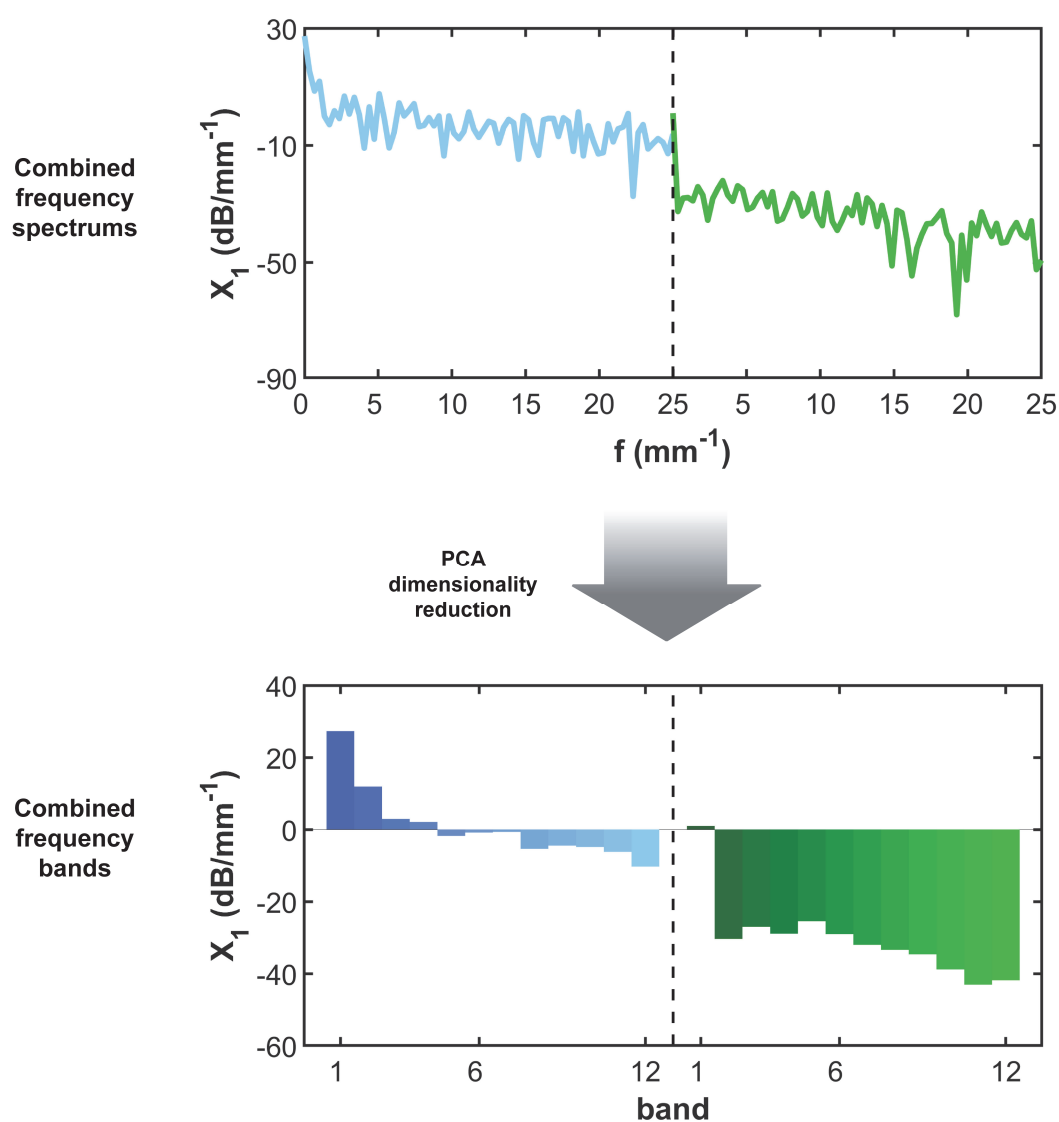 Combined
frequency
spectrums
X1 (dB/mm-1)
30
-10
-50
-90
0 5 10 15 20 25 5 10 15 20 25
f (mm-1)
PCA
dimensionality
reduction
Combined
frequency
bands
X1 (dB/mm-1)
40
20
0
-20
-40
-60
1 6 12 1 6 12
band